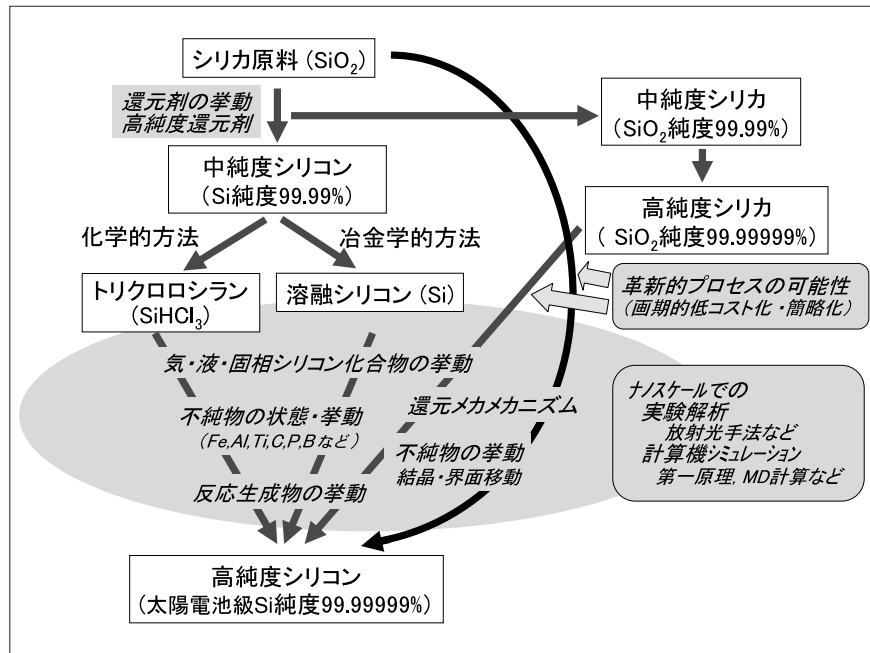 シリカ原料(SiO₂)
還元剤の挙動
高純度還元剤
中純度シリカ
(SiO₂純度99.99%)
中純度シリコン
(Si純度99.99%)
高純度シリカ
( SiO₂純度99.99999%)
化学的方法
冶金学的方法
トリクロロシラン
(SiHCl₃)
溶融シリコン(Si)
革新的プロセスの可能性
(画期的低コスト化・簡略化)
気・液・固相シリコン化合物の挙動
還元メカメカニズム
不純物の状態・挙動
(Fe,Al,Ti,C,P,Bなど)
不純物の挙動
結晶・界面移動
反応生成物の挙動
ナノスケールでの
実験解析
放射光手法など
計算機シミュレーション
第一原理, MD計算など
高純度シリコン
(太陽電池級Si純度99.99999%)